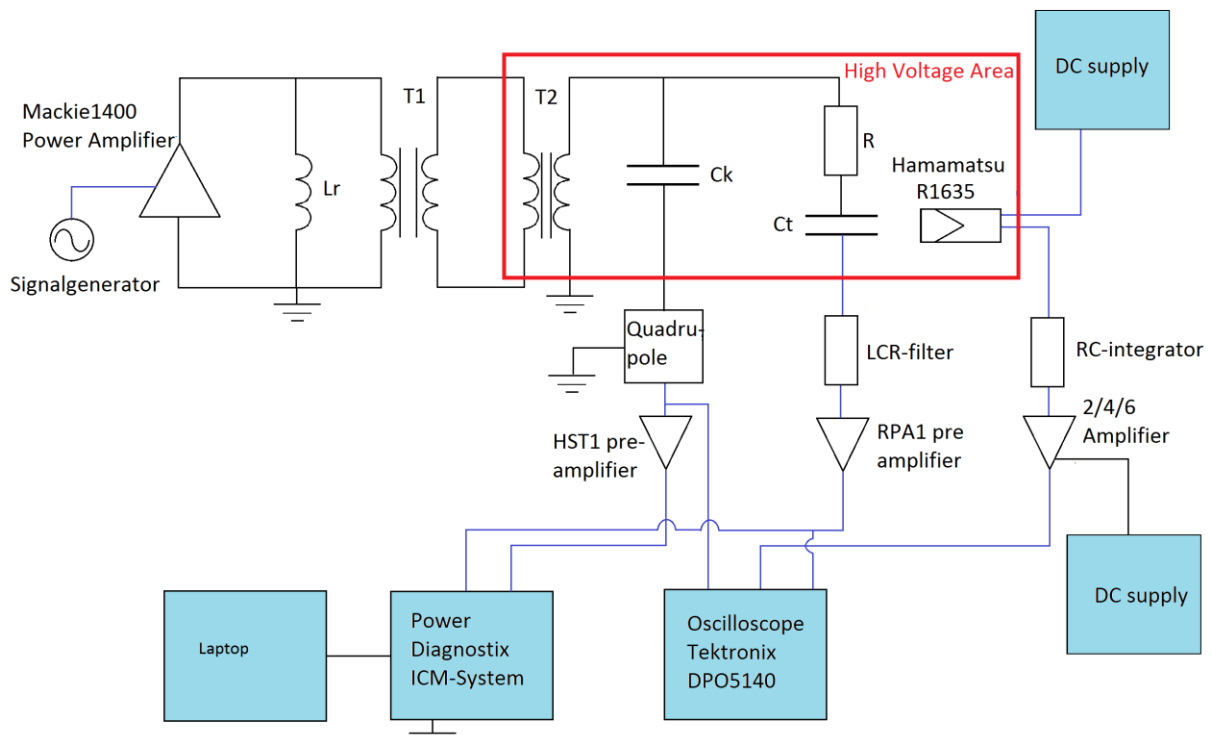 High Voltage Area
DC supply
Mackie1400
Power Amplifier
T1
T2
Lr
Ck
R
Hamamatsu
R1635
Ct
Signalgenerator
Quadru-
pole
LCR-filter
RC-integrator
HST1 pre-
amplifier
RPA1 pre
amplifier
2/4/6
Amplifier
Laptop
Power
Diagnostix
ICM-System
Oscilloscope
Tektronix
DPO5140
DC supply